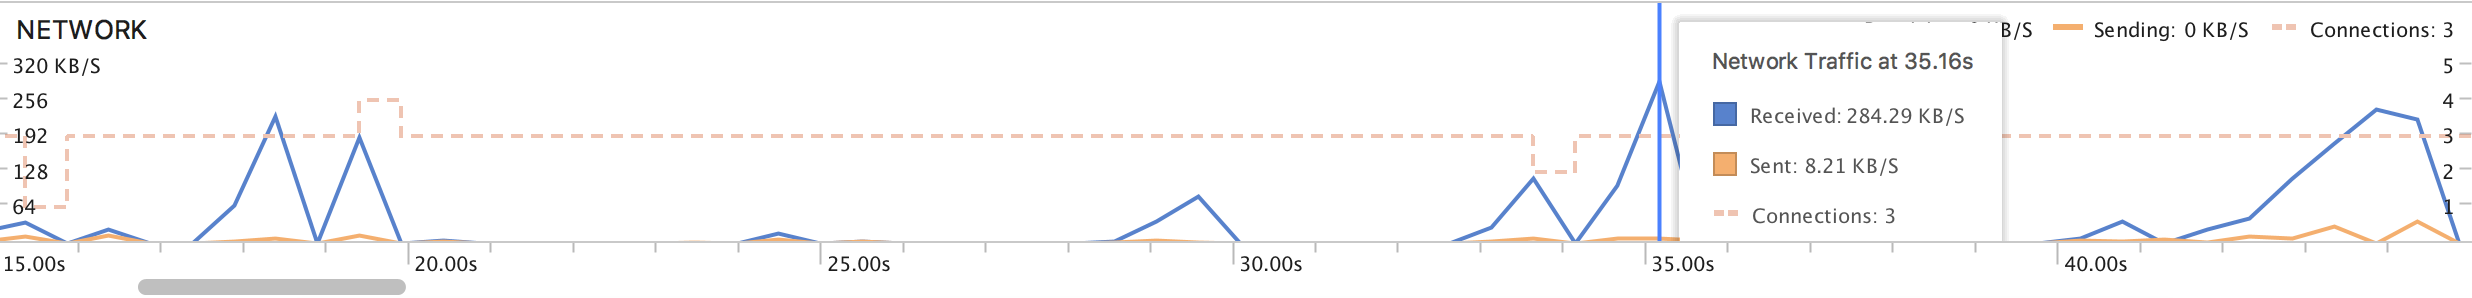 NETWORK
B/S Sending: 0 KB/S Connections: 3
320 KB/S
256
192
128
64
5
4
3
2
1
Network Traffic at 35.16s
Received: 284.29 KB/S
Sent: 8.21 KB/S
Connections: 3
15.00s 20.00s 25.00s 30.00s 35.00s 40.00s